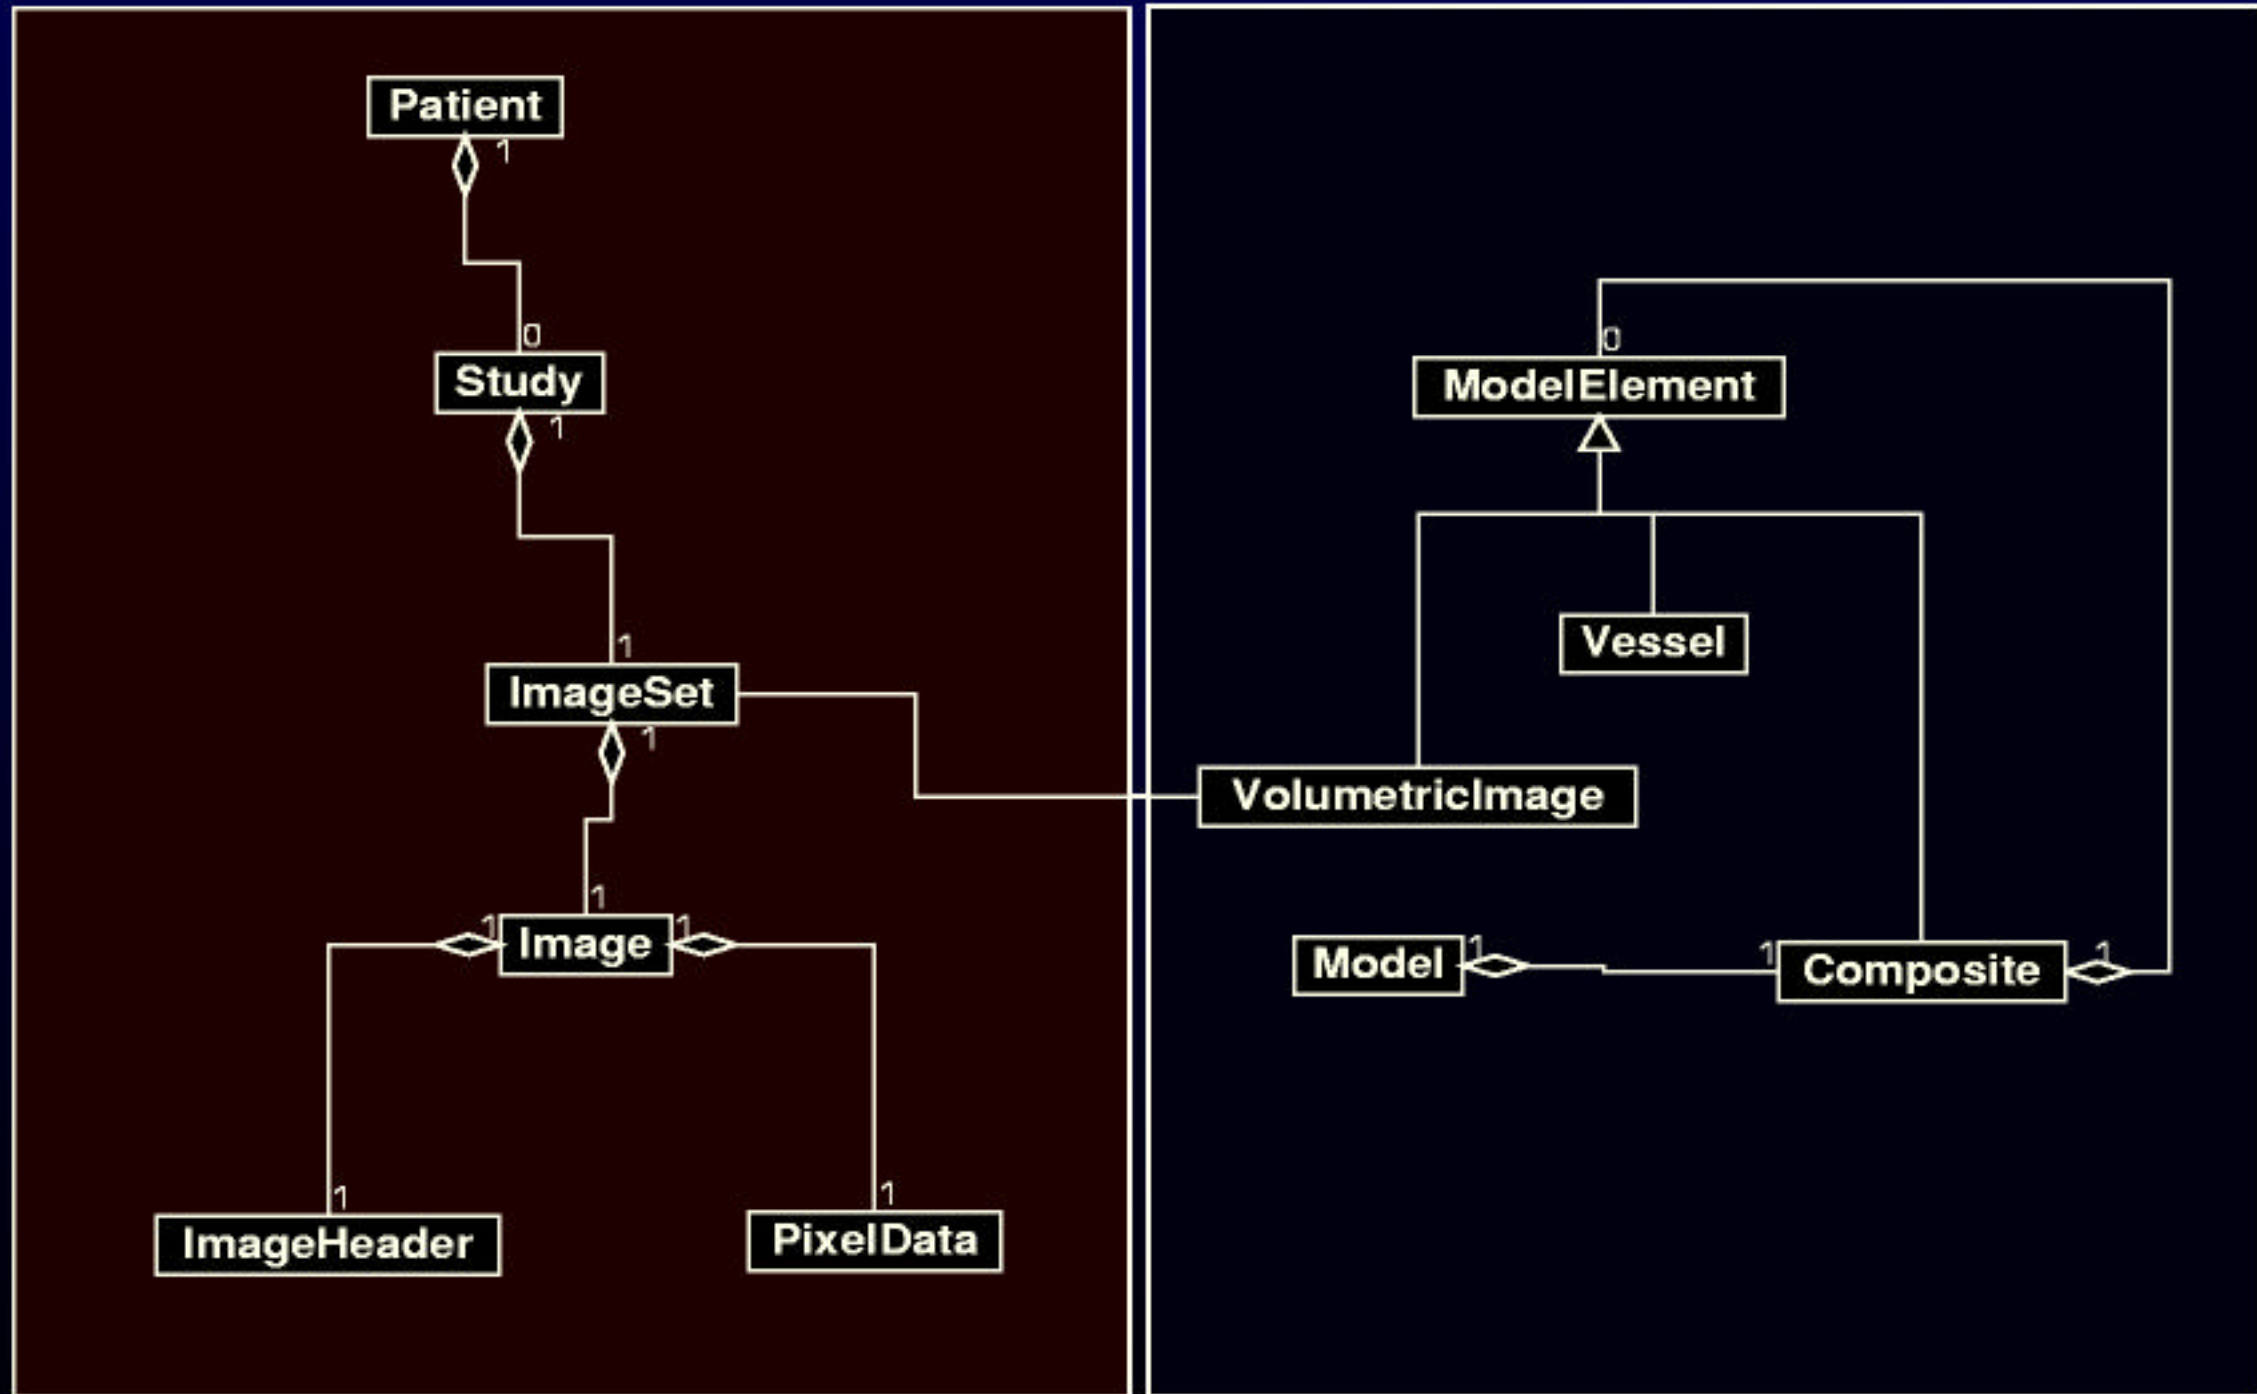 Patient
1
0
Study
1
1
ImageSet
1
1
1
Image
1
1
ImageHeader
1
PixelData
0
ModelElement
Vessel
VolumetricImage
Model
1
1
Composite
1